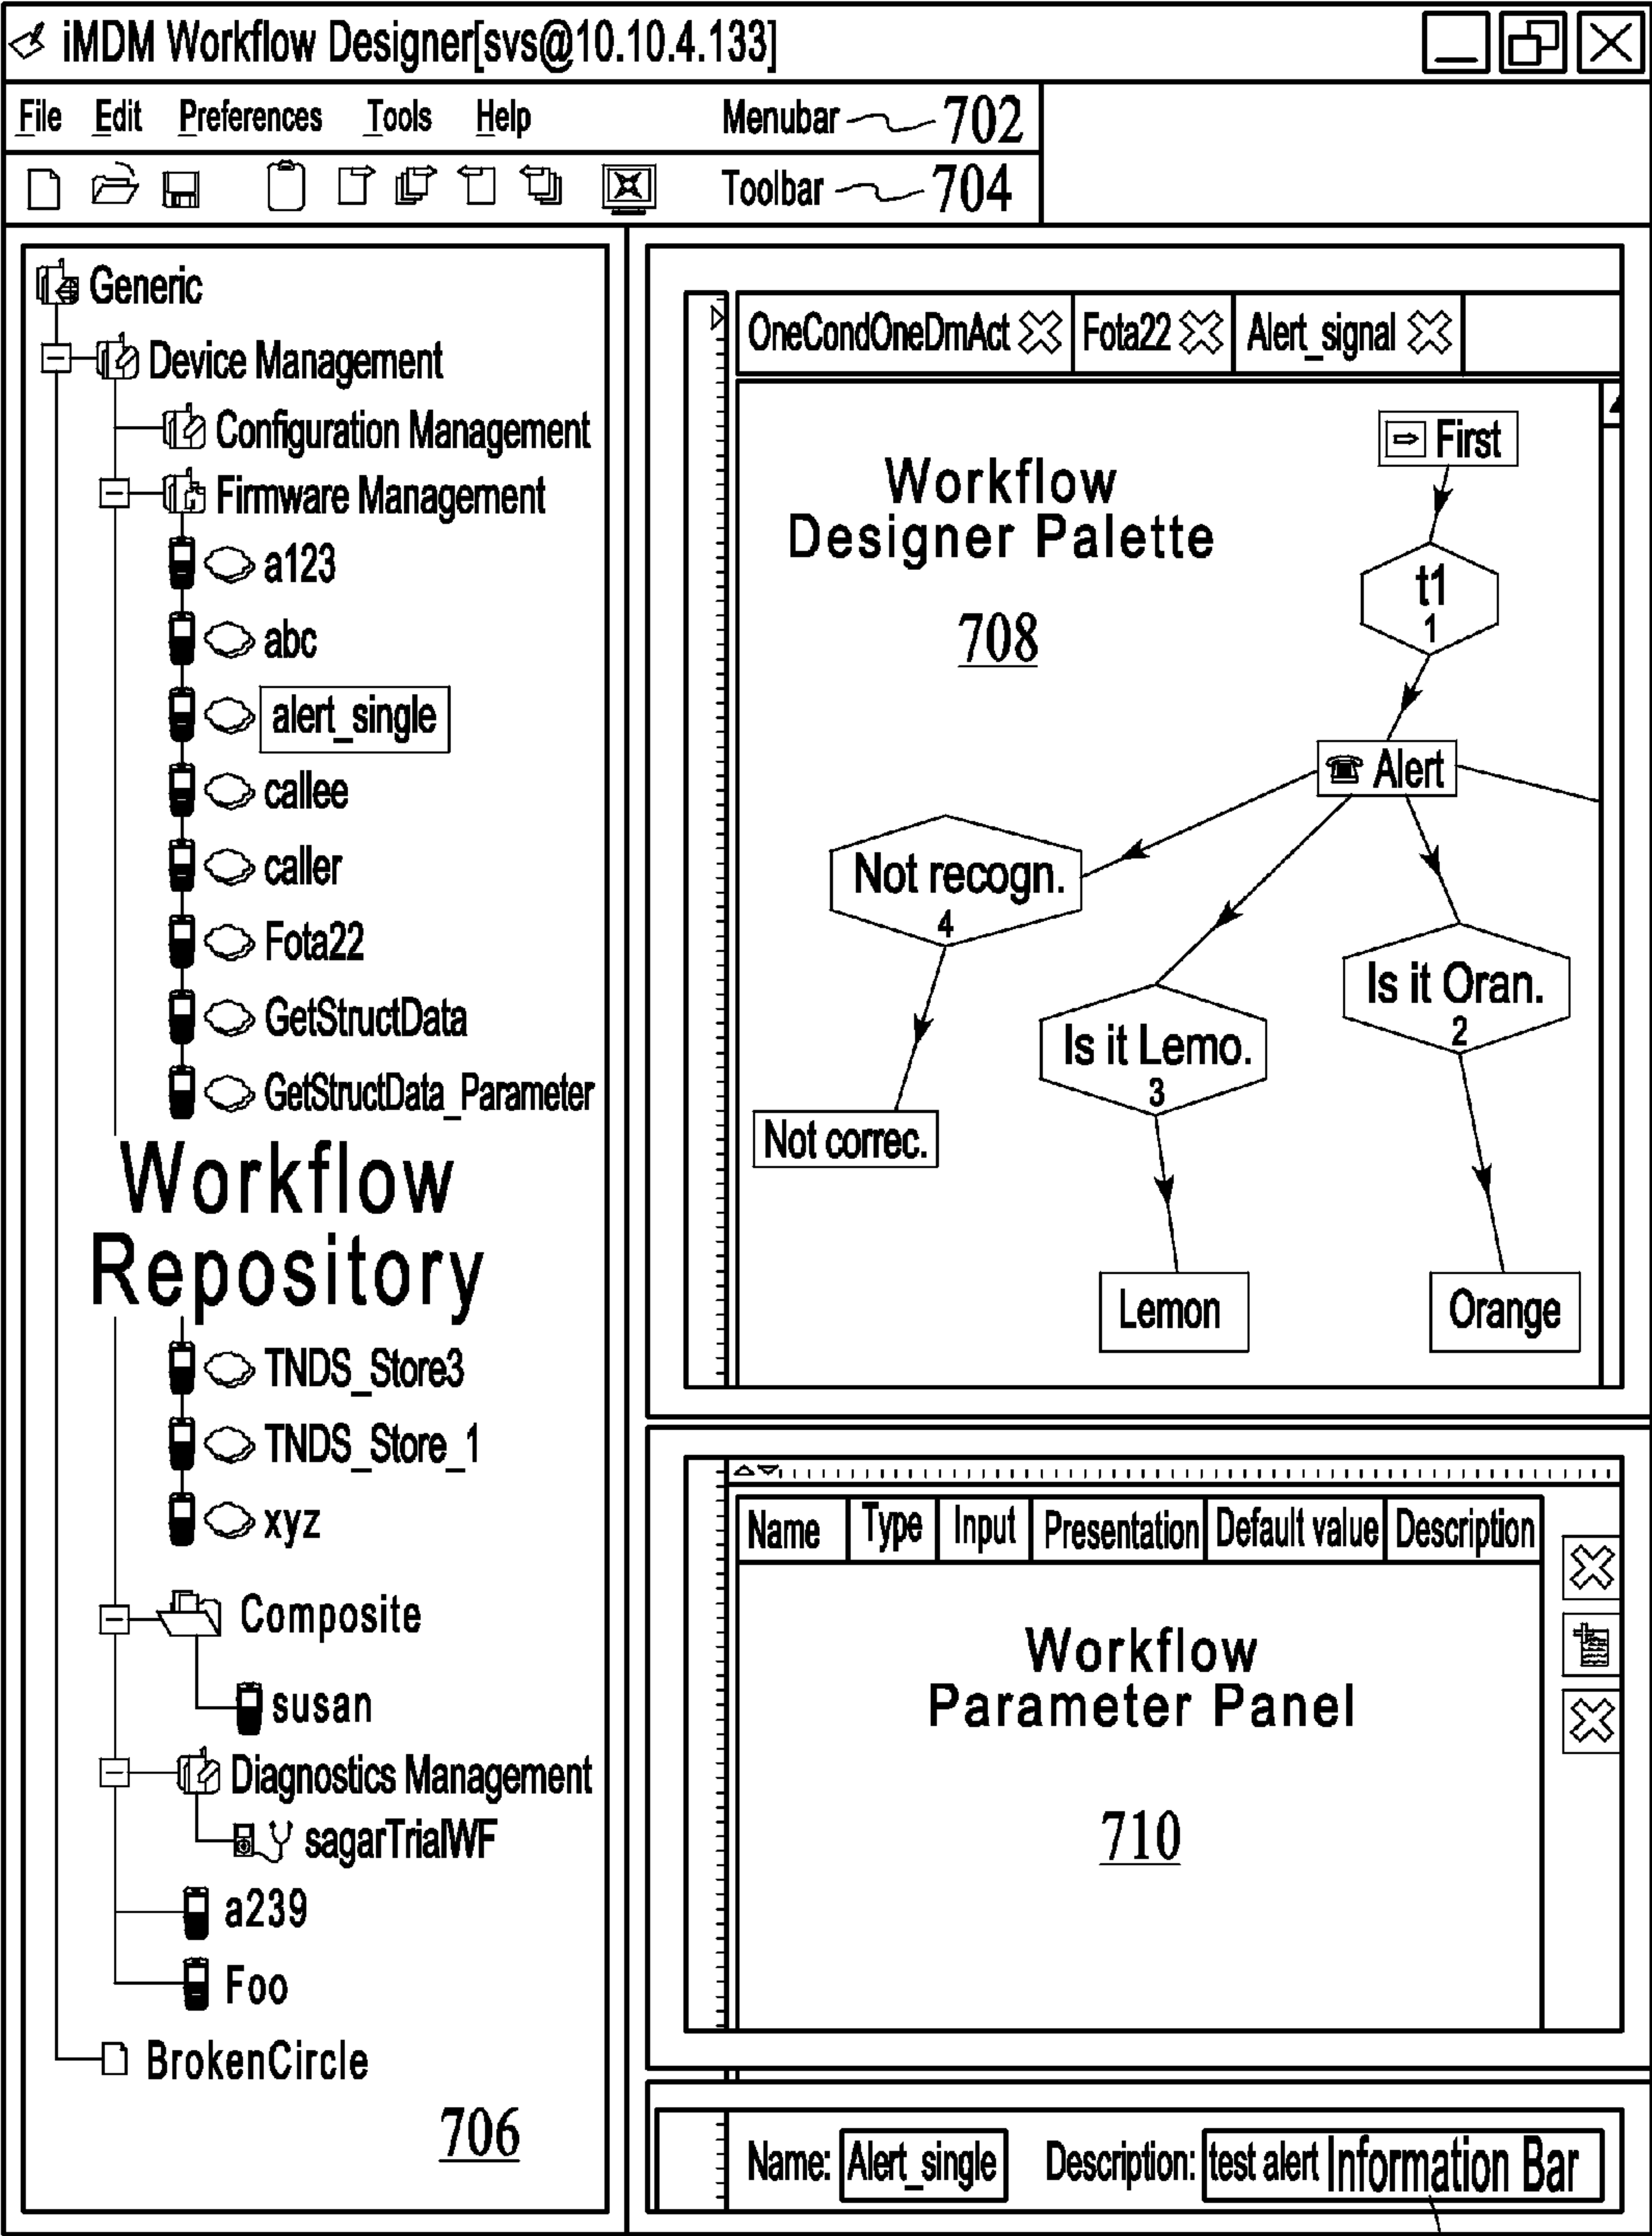 iMDM Workflow Designer[svs@10.10.4.133]
File Edit Preferences Tools Help Menubar 702
Toolbar 704
Generic
Device Management
Configuration Management
Firmware Management
a123
abc
alert_single
callee
caller
Fota22
GetStructData
GetStructData_Parameter
Workflow
Repository
TNDS_Store3
TNDS_Store_1
xyz
Composite
susan
Diagnostics Management
sagarTrialWF
a239
Foo
BrokenCircle
706
OneCondOneDmAct Fota22 Alert_signal
Workflow
Designer Palette
708
First
t1
1
Alert
Not recogn.
4
Is it Oran.
2
Is it Lemo.
3
Not correc.
Lemon
Orange
Name Type Input Presentation Default value Description
Workflow
Parameter Panel
710
Name: Alert_single Description: test alert Information Bar